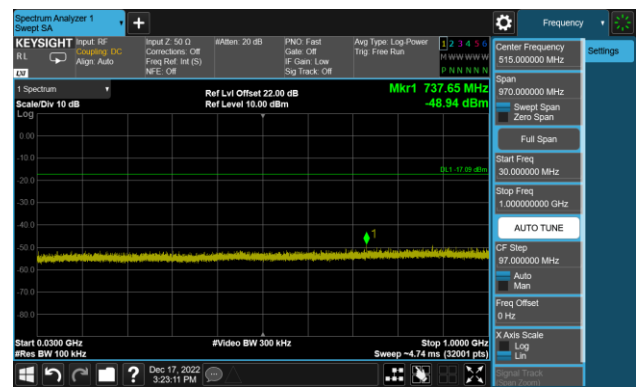 Spectrum Analyzer 1
Swept SA
Frequency
KEYSIGHT
RL
LXI
Input: RF
Coupling: DC
Align: Auto
Input Z: 50 Ω
Corrections: Off
Freq Ref: Int (S)
NFE: Off
#Atten: 20 dB
PNO: Fast
Gate: Off
IF Gain: Low
Sig Track: Off
Avg Type: Log-Power
Trig: Free Run
1 2 3 4 5 6
M W W W W W
P N N N N N
1 Spectrum
Scale/Div 10 dB
Log
Ref Lvl Offset 22.00 dB
Ref Level 10.00 dBm
Mkr1 737.65 MHz
-48.94 dBm
0.00
-10.0
-20.0
-30.0
-40.0
-50.0
-60.0
-70.0
-80.0
DL1 -17.09 dBm
1
Start 0.0300 GHz
#Res BW 100 kHz
#Video BW 300 kHz
Stop 1.0000 GHz
Sweep ~4.74 ms (32001 pts)
?
Dec 17, 2022
3:23:11 PM
Center Frequency
515.000000 MHz
Settings
Span
970.000000 MHz
Swept Span
Zero Span
Full Span
Start Freq
30.000000 MHz
Stop Freq
1.000000000 GHz
AUTO TUNE
CF Step
97.000000 MHz
Auto
Man
Freq Offset
0 Hz
X Axis Scale
Log
Lin
Signal Track
(Span Zoom)